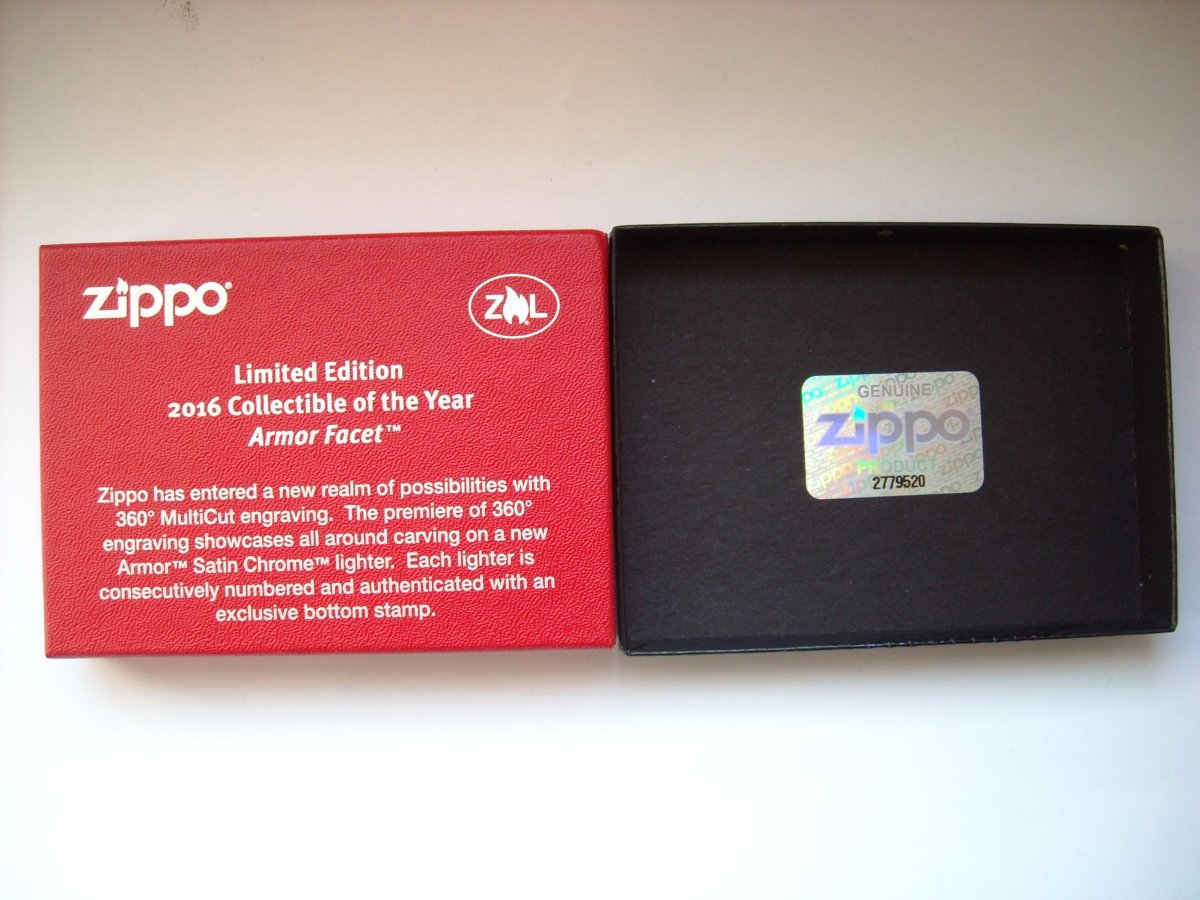 Zippo®
ZL
Limited Edition
2016 Collectible of the Year
Armor Facet™
Zippo has entered a new realm of possibilities with
360° MultiCut engraving. The premiere of 360°
engraving showcases all around carving on a new
Armor™ Satin Chrome™ lighter. Each lighter is
consecutively numbered and authenticated with an
exclusive bottom stamp.
GENUINE
Zippo
PRODUCT
2779520